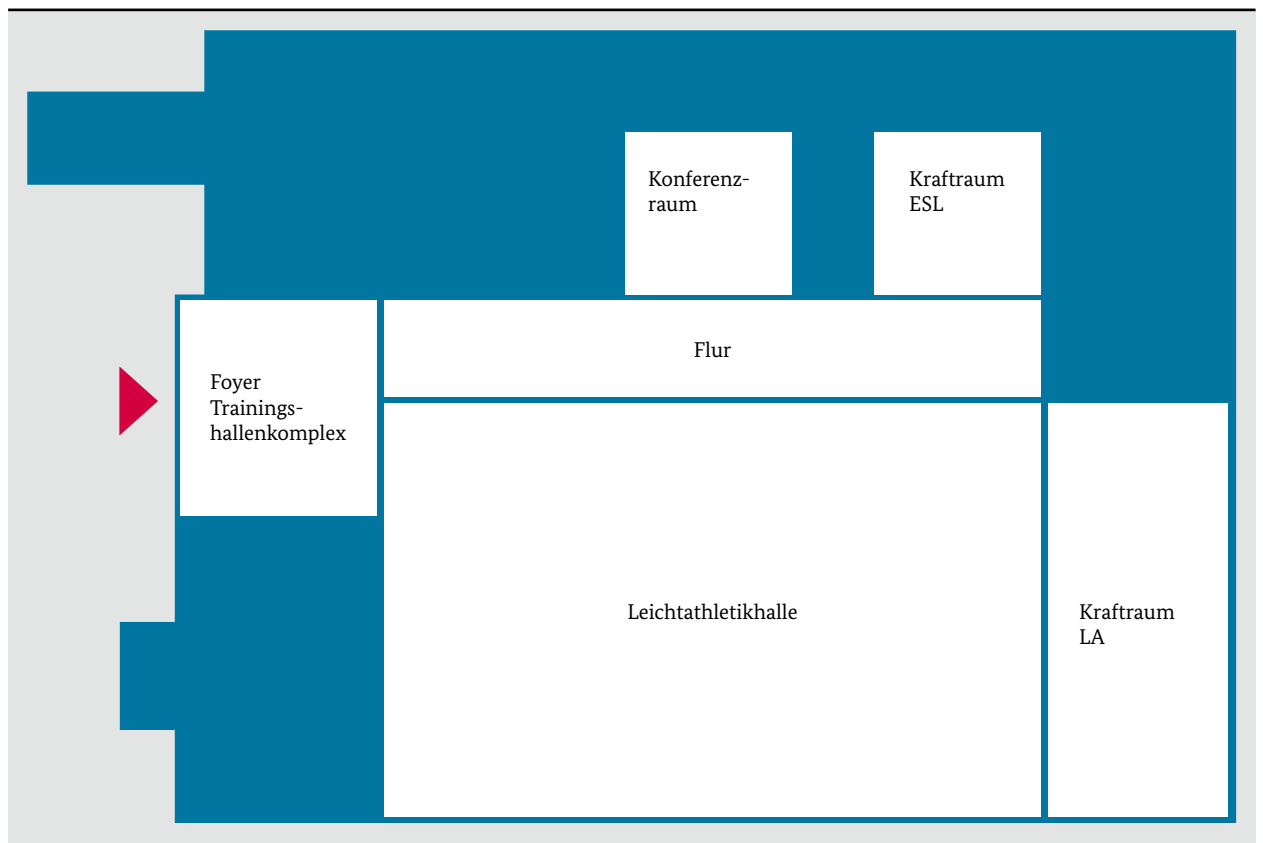 Konferenz-
raum
Kraftraum
ESL
Flur
Foyer
Trainings-
hallenkomplex
Leichtathletikhalle
Kraftraum
LA